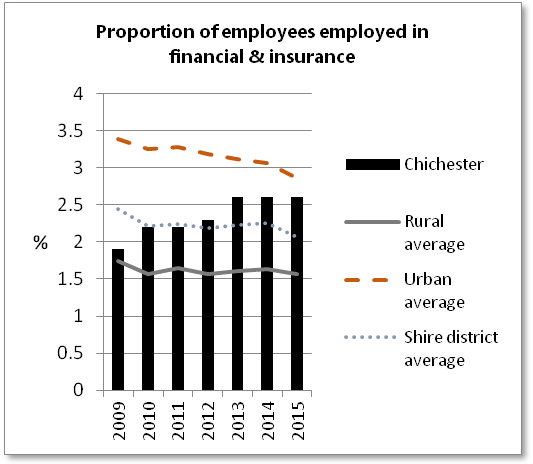 Proportion of employees employed in
financial & insurance
4
3.5
3
2.5
2
1.5
1
0.5
0
%
2009
2010
2011
2012
2013
2014
2015
Chichester
Rural
average
Urban
average
Shire district
average